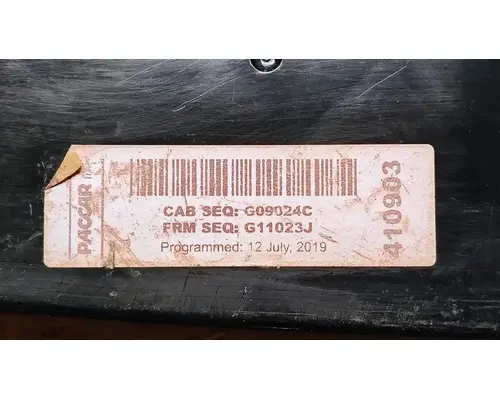 PACCAR
CAB SEQ: G09024C
FRM SEQ: G11023J
Programmed: 12 July, 2019
410903